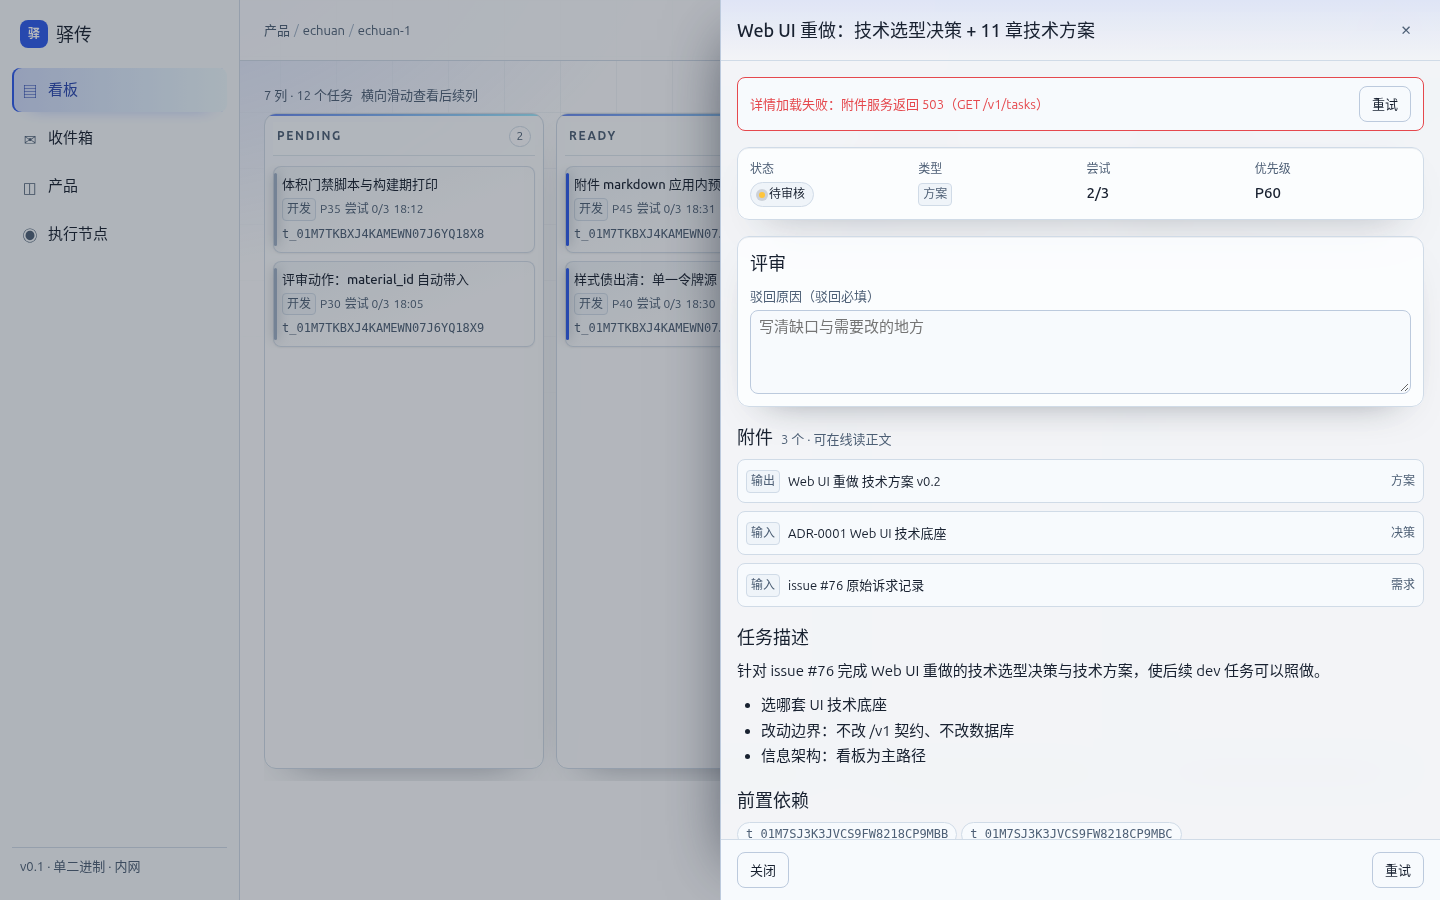 驿 驿传
看板
收件箱
产品
执行节点
v0.1 · 单二进制 · 内网
产品 / echuan / echuan-1
7 列 · 12 个任务 横向滑动查看后续列
PENDING 2
体积门禁脚本与构建期打印
开发 P35 尝试 0/3 18:12
t_01M7TKBXJ4KAMEWN07J6YQ18X8
评审动作：material_id 自动带入
开发 P30 尝试 0/3 18:05
t_01M7TKBXJ4KAMEWN07J6YQ18X9
READY
附件 markdown 应用内预
开发 P45 尝试 0/3 18:31
t_01M7TKBXJ4KAMEWN07
样式债出清：单一令牌源
开发 P40 尝试 0/3 18:30
t_01M7TKBXJ4KAMEWN07
Web UI 重做：技术选型决策 + 11 章技术方案 ×
详情加载失败：附件服务返回 503（GET /v1/tasks） 重试
状态 类型 尝试 优先级
待审核 方案 2/3 P60
评审
驳回原因（驳回必填）
写清缺口与需要改的地方
附件 3 个 · 可在线读正文
输出 Web UI 重做 技术方案 v0.2 方案
输入 ADR-0001 Web UI 技术底座 决策
输入 issue #76 原始诉求记录 需求
任务描述
针对 issue #76 完成 Web UI 重做的技术选型决策与技术方案，使后续 dev 任务可以照做。
• 选哪套 UI 技术底座
• 改动边界：不改 /v1 契约、不改数据库
• 信息架构：看板为主路径
前置依赖
t_01M7SJ3K3JVCS9FW8218CP9MBB t_01M7SJ3K3JVCS9FW8218CP9MBC
关闭 重试